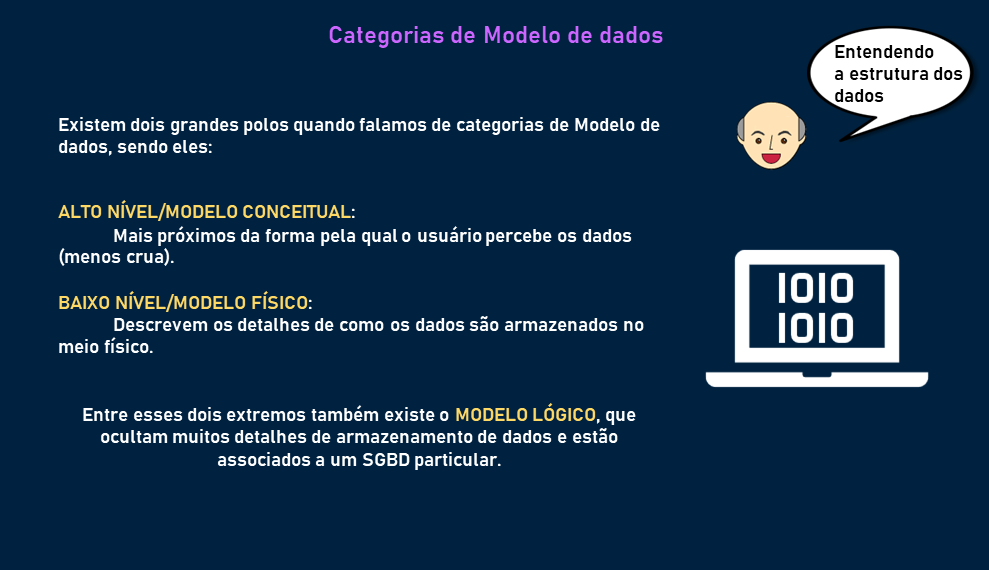 Categorias de Modelo de dados
Entendendo
a estrutura dos
dados
Existem dois grandes polos quando falamos de categorias de Modelo de
dados, sendo eles:
ALTO NÍVEL/MODELO CONCEITUAL:
Mais próximos da forma pela qual o usuário percebe os dados
(menos crua).
BAIXO NÍVEL/MODELO FÍSICO:
Descrevem os detalhes de como os dados são armazenados no
meio físico.
Entre esses dois extremos também existe o MODELO LÓGICO, que
ocultam muitos detalhes de armazenamento de dados e estão
associados a um SGBD particular.
1010
1010